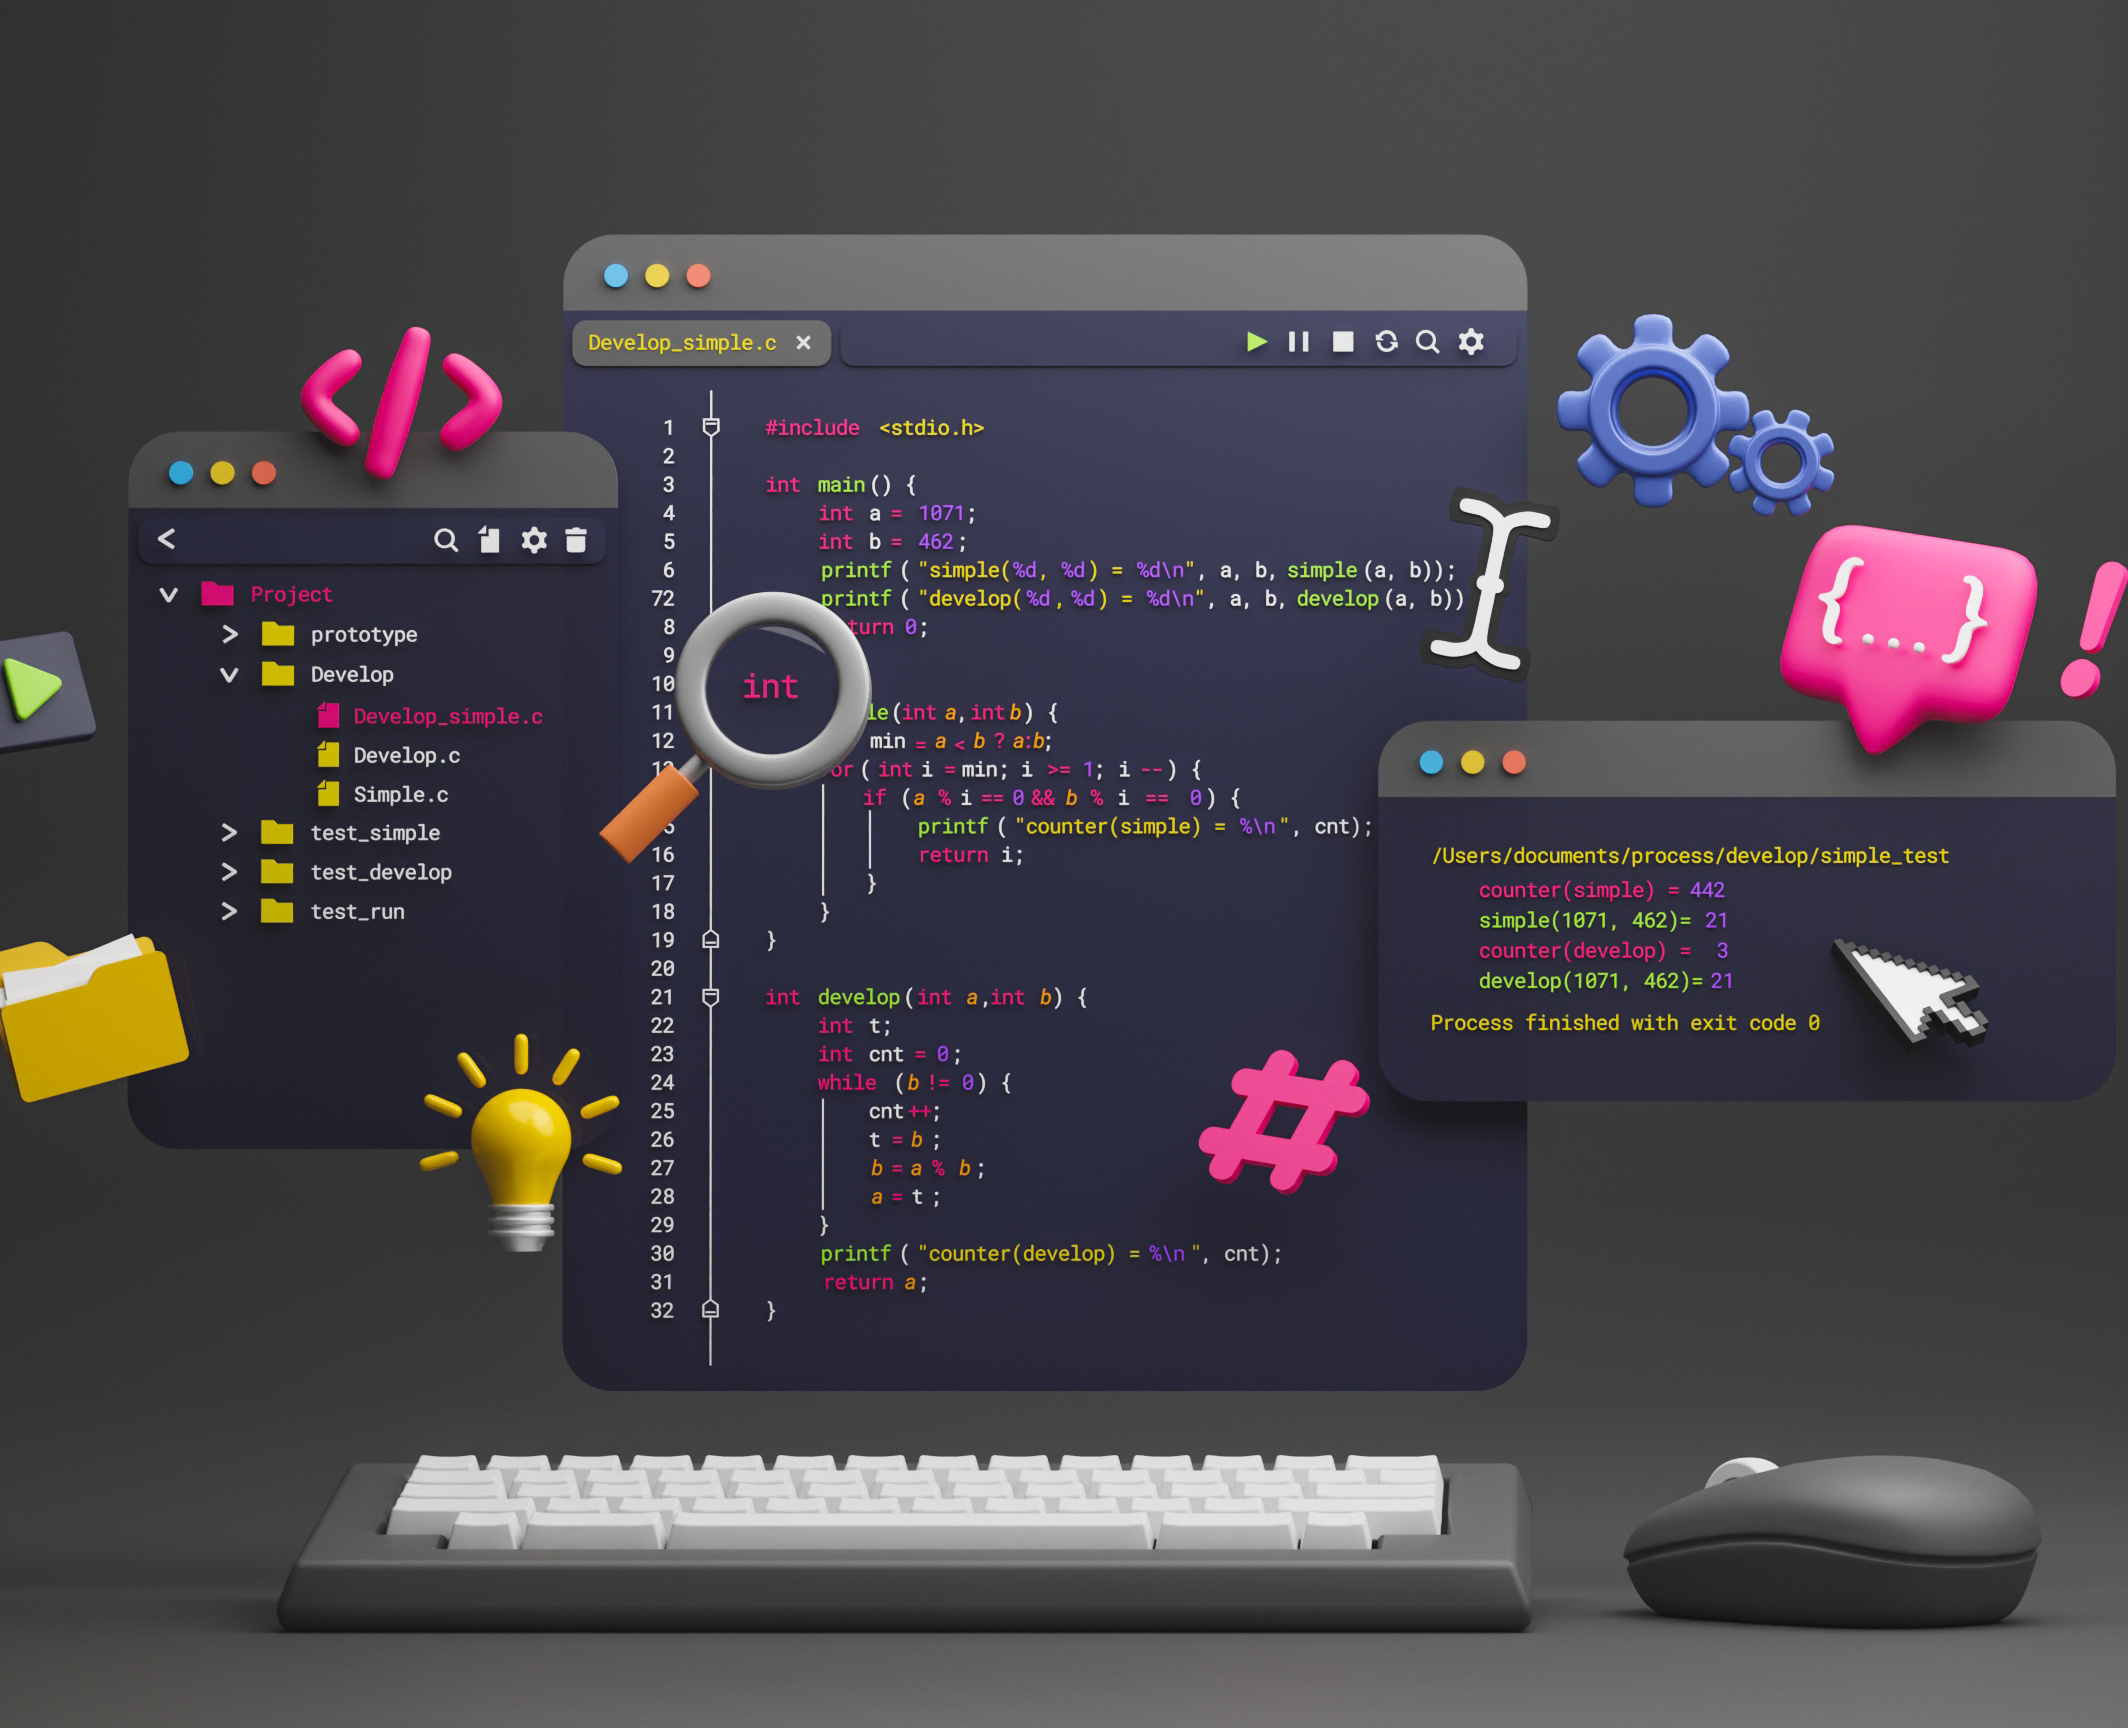 Develop_simple.c
1 #include <stdio.h>
2
3 int main() {
4 int a = 1071;
5 int b = 462;
6 printf ( "simple(%d, %d) = %d\n", a, b, simple (a, b));
72 printf ( "develop(%d,%d) = %d\n", a, b, develop (a, b))
8 turn 0;
9
10
int
11 le(int a,int b) {
12 min = a < b ? a:b;
or ( int i =min; i >= 1; i --) {
if (a % i == 0 && b % i == 0) {
printf ( "counter(simple) = %\n", cnt);
16 return i;
17 }
18 }
19 }
20
21 int develop(int a,int b) {
22 int t;
23 int cnt = 0;
24 while (b != 0) {
25 cnt++;
26 t = b ;
27 b = a % b;
28 a = t ;
29 }
30 printf ( "counter(develop) = %\n ", cnt);
31 return a;
32 }
</>
<
Project
> prototype
Develop
Develop_simple.c
Develop.c
Simple.c
> test_simple
> test_develop
> test_run
{...}
!
#
/Users/documents/process/develop/simple_test
counter(simple) = 442
simple(1071, 462)= 21
counter(develop) = 3
develop(1071, 462)= 21
Process finished with exit code 0